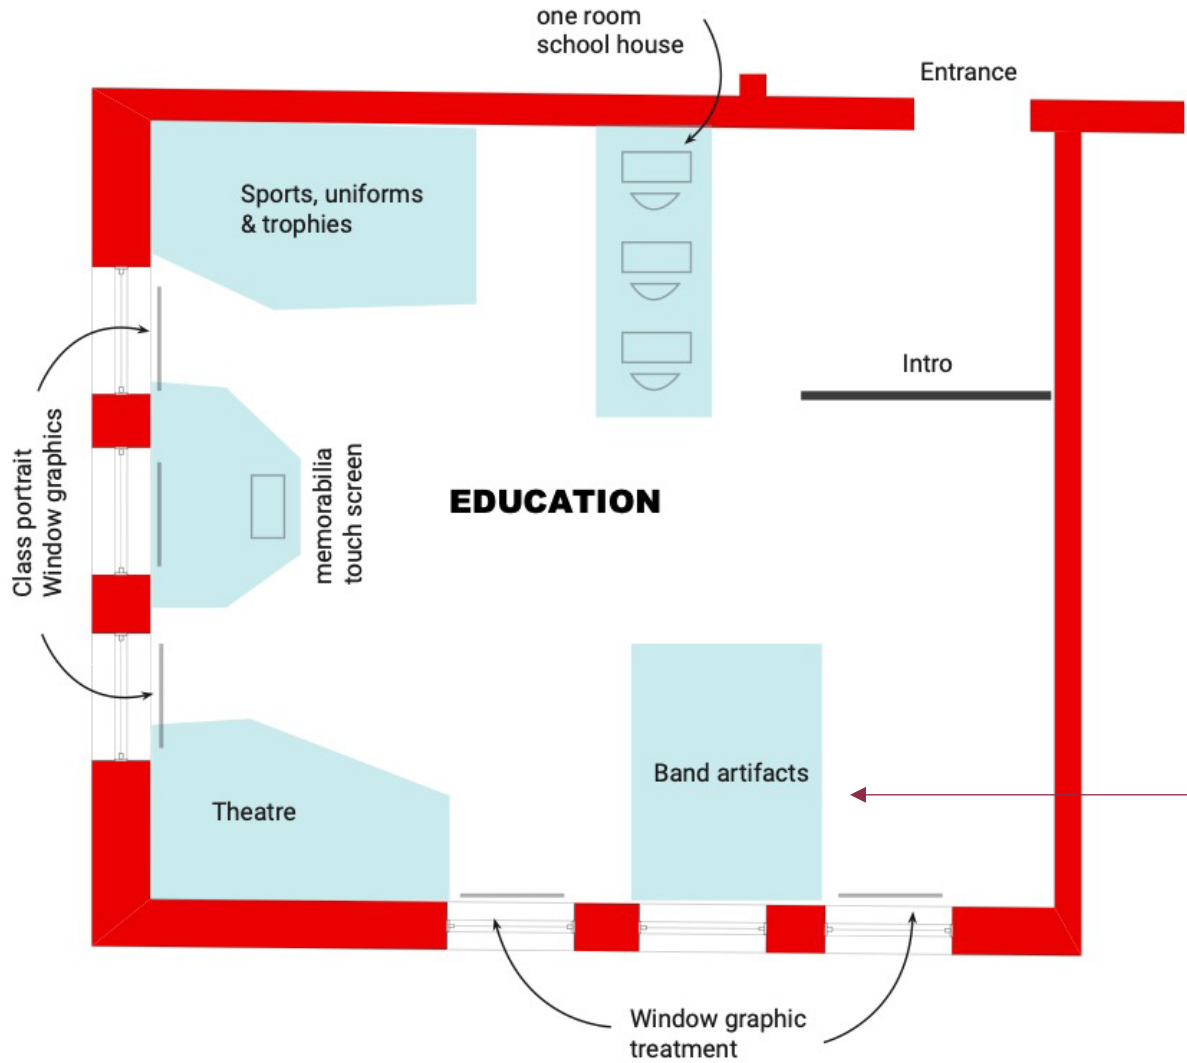 one room
school house
Entrance
Sports, uniforms
& trophies
Intro
Class portrait
Window graphics
memorabilia
touch screen
EDUCATION
Band artifacts
Theatre
Window graphic
treatment